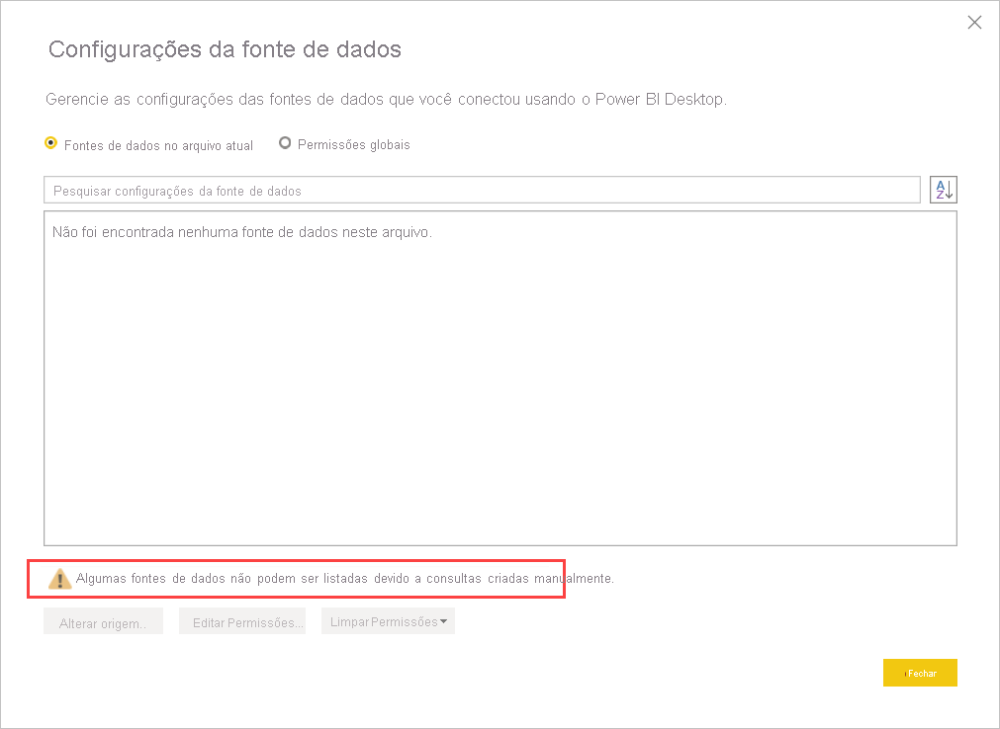 Configurações da fonte de dados
Gerencie as configurações das fontes de dados que você conectou usando o Power BI Desktop.
Fontes de dados no arquivo atual Permissões globais
Pesquisar configurações da fonte de dados
A
Z
Não foi encontrada nenhuma fonte de dados neste arquivo.
Algumas fontes de dados não podem ser listadas devido a consultas criadas manualmente.
Alterar origem.. Editar Permissões... Limpar Permissões
Fechar